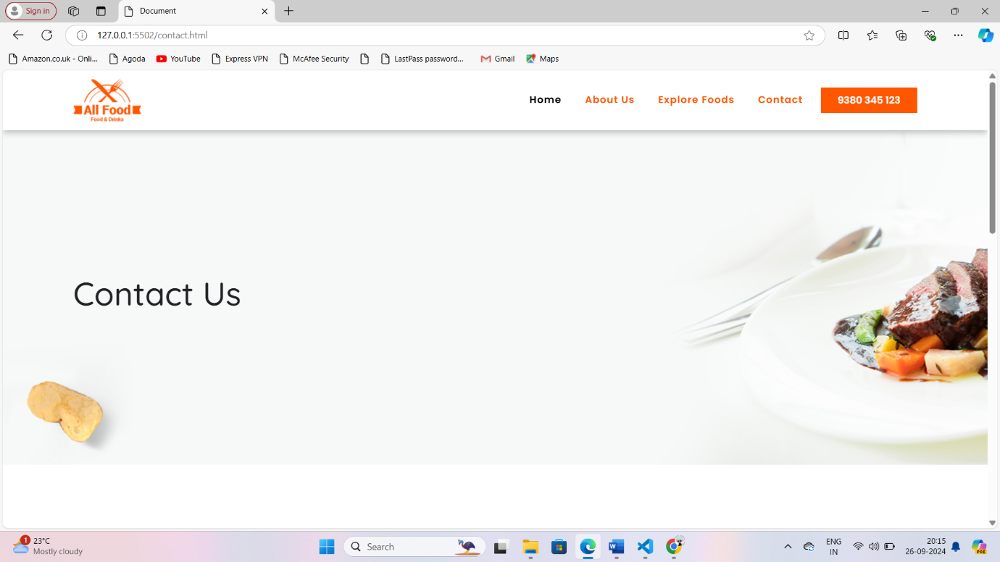 Sign in
Document
127.0.0.1:5502/contact.html
Amazon.co.uk - Onli...
Agoda
YouTube
Express VPN
McAfee Security
LastPass password...
Gmail
Maps
All Food
Food & Drinks
Home
About Us
Explore Foods
Contact
9380 345 123
Contact Us
1
23°C
Mostly cloudy
Search
W
ENG
IN
20:15
26-09-2024
PRE